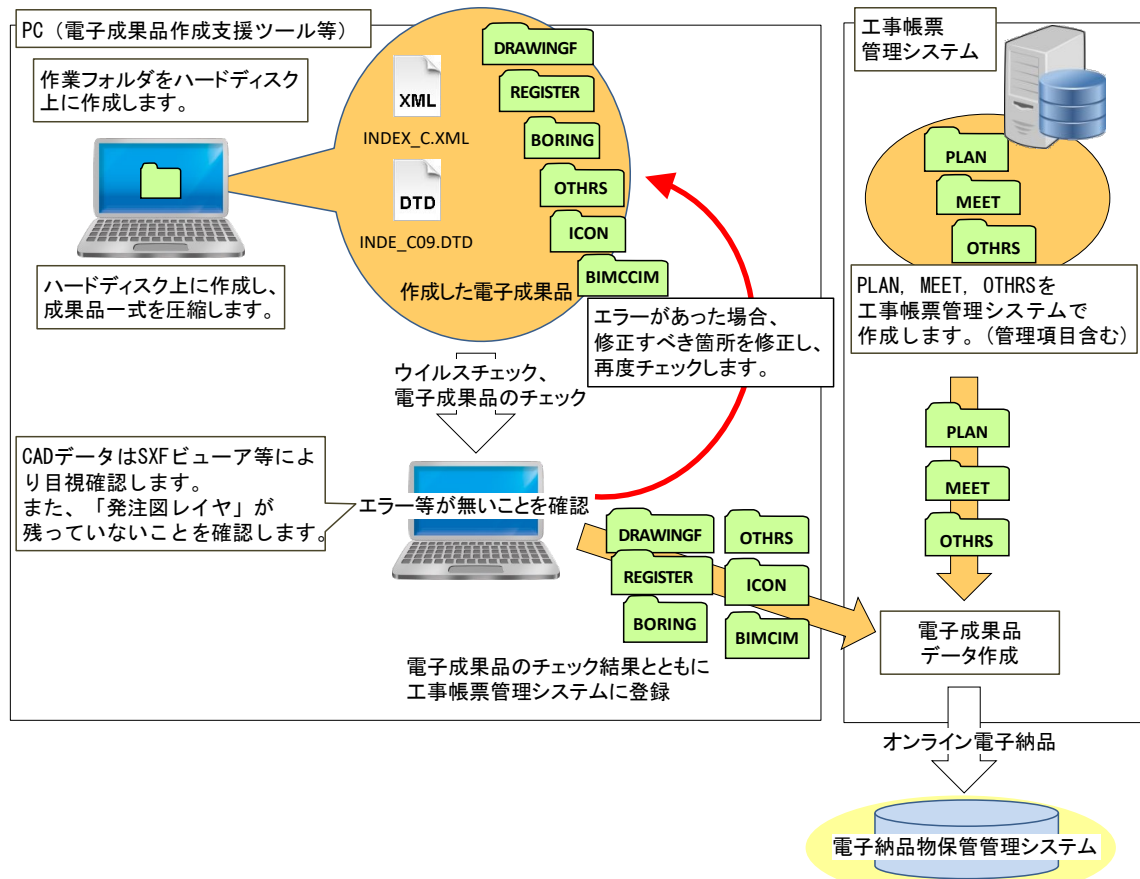 PC（電子成果品作成支援ツール等）
作業フォルダをハードディスク
上に作成します。
ハードディスク上に作成し、
成果品一式を圧縮します。
XML
INDEX_C.XML
DTD
INDE_C09.DTD
DRAWINGF
REGISTER
BORING
OTHRS
ICON
BIMCCIM
作成した電子成果品
エラーがあった場合、
修正すべき箇所を修正し、
再度チェックします。
ウイルスチェック、
電子成果品のチェック
CADデータはSXFビューア等によ
り目視確認します。
また、「発注図レイヤ」が
残っていないことを確認します。
エラー等が無いことを確認
DRAWINGF
OTHRS
REGISTER
ICON
BORING
BIMCIM
電子成果品のチェック結果とともに
工事帳票管理システムに登録
工事帳票
管理システム
PLAN
MEET
OTHRS
PLAN, MEET, OTHRSを
工事帳票管理システムで
作成します。（管理項目含む）
PLAN
MEET
OTHRS
電子成果品
データ作成
オンライン電子納品
電子納品物保管管理システム